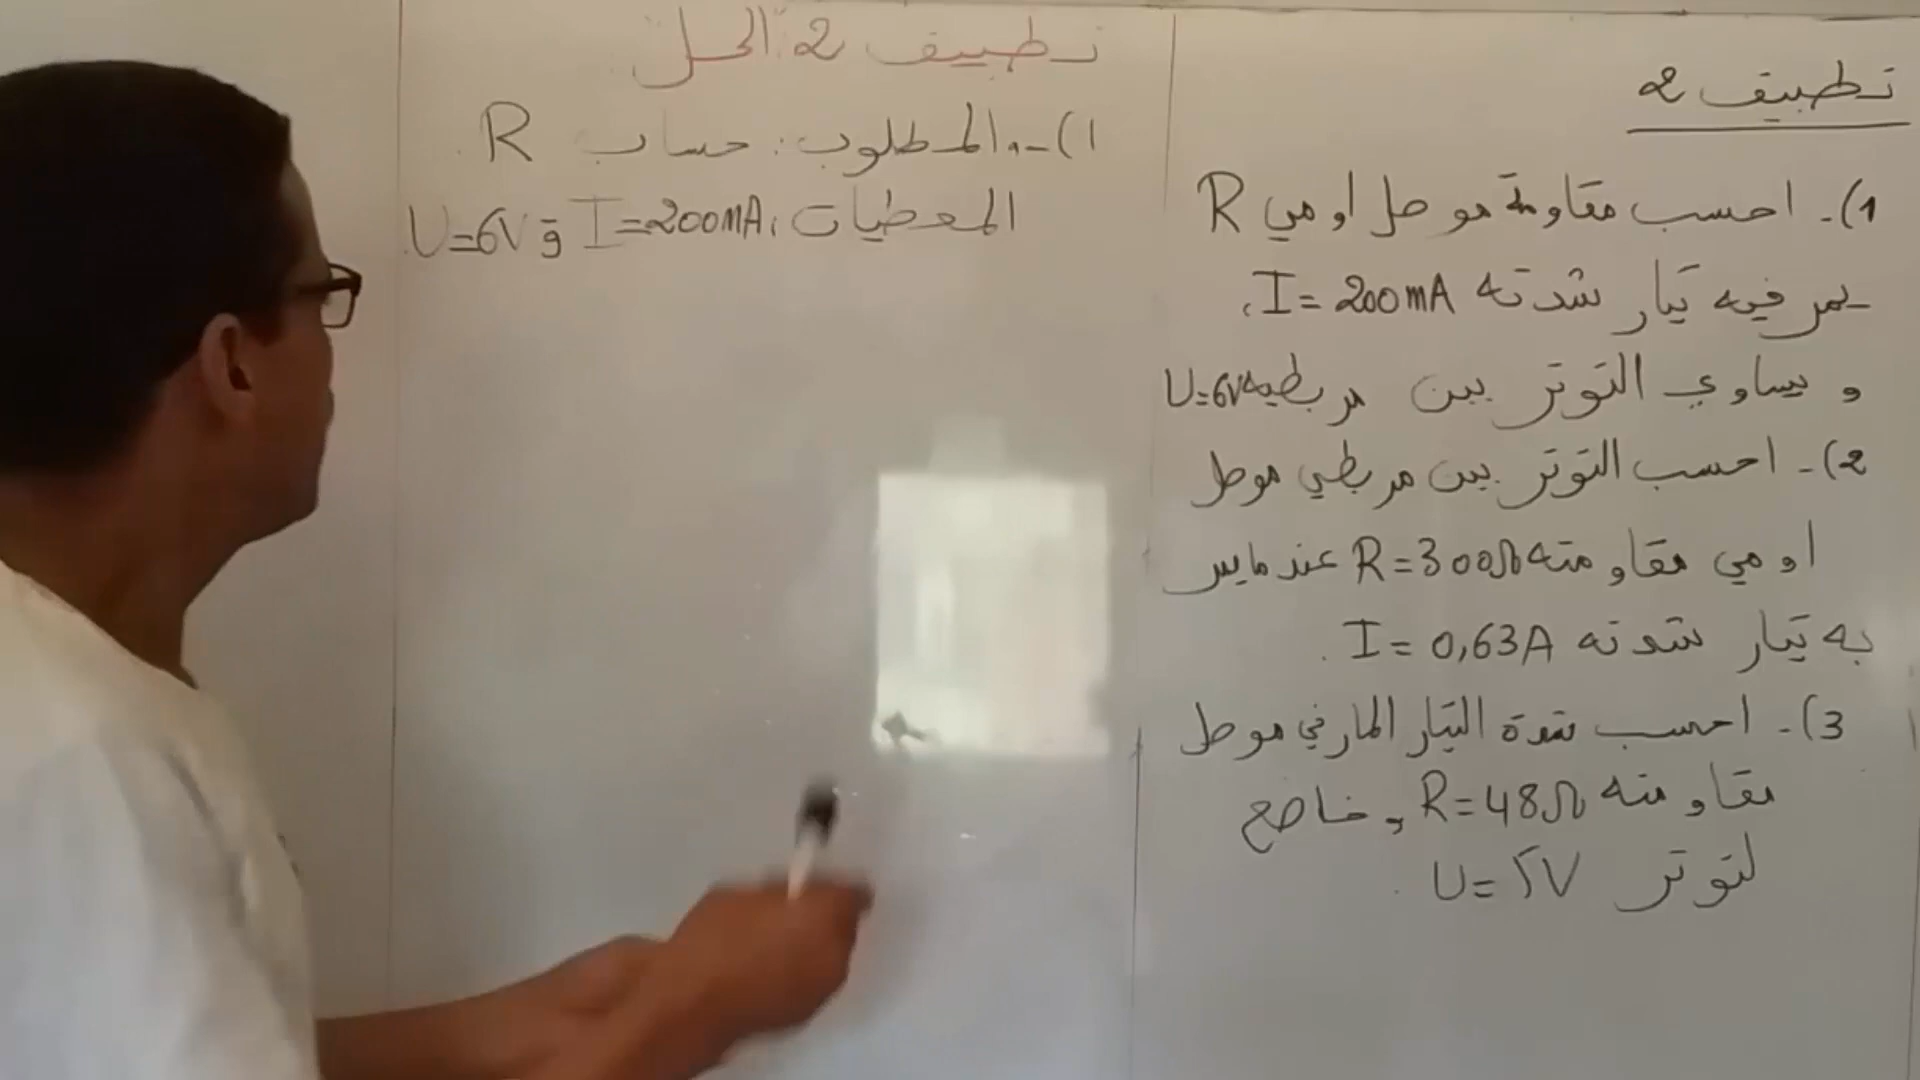 تطبيق 2
1)- احسب مقاومة موصل اومي R
يمر فيه تيار شدته I = 200mA،
و يساوي التوتر بين مربطيه U=6V
2)- احسب التوتر بين مربطي موصل
اومي مقاومته R=300Ω عندما يمر
به تيار شدته I = 0,63A .
3)- احسب شدة التيار المار في موصل
مقاومته R=48Ω و خاضع
لتوتر U= V .
تطبيق 2: الحل
1)-. المطلوب: حساب R.
المعطيات: I=200mA و U=6V.